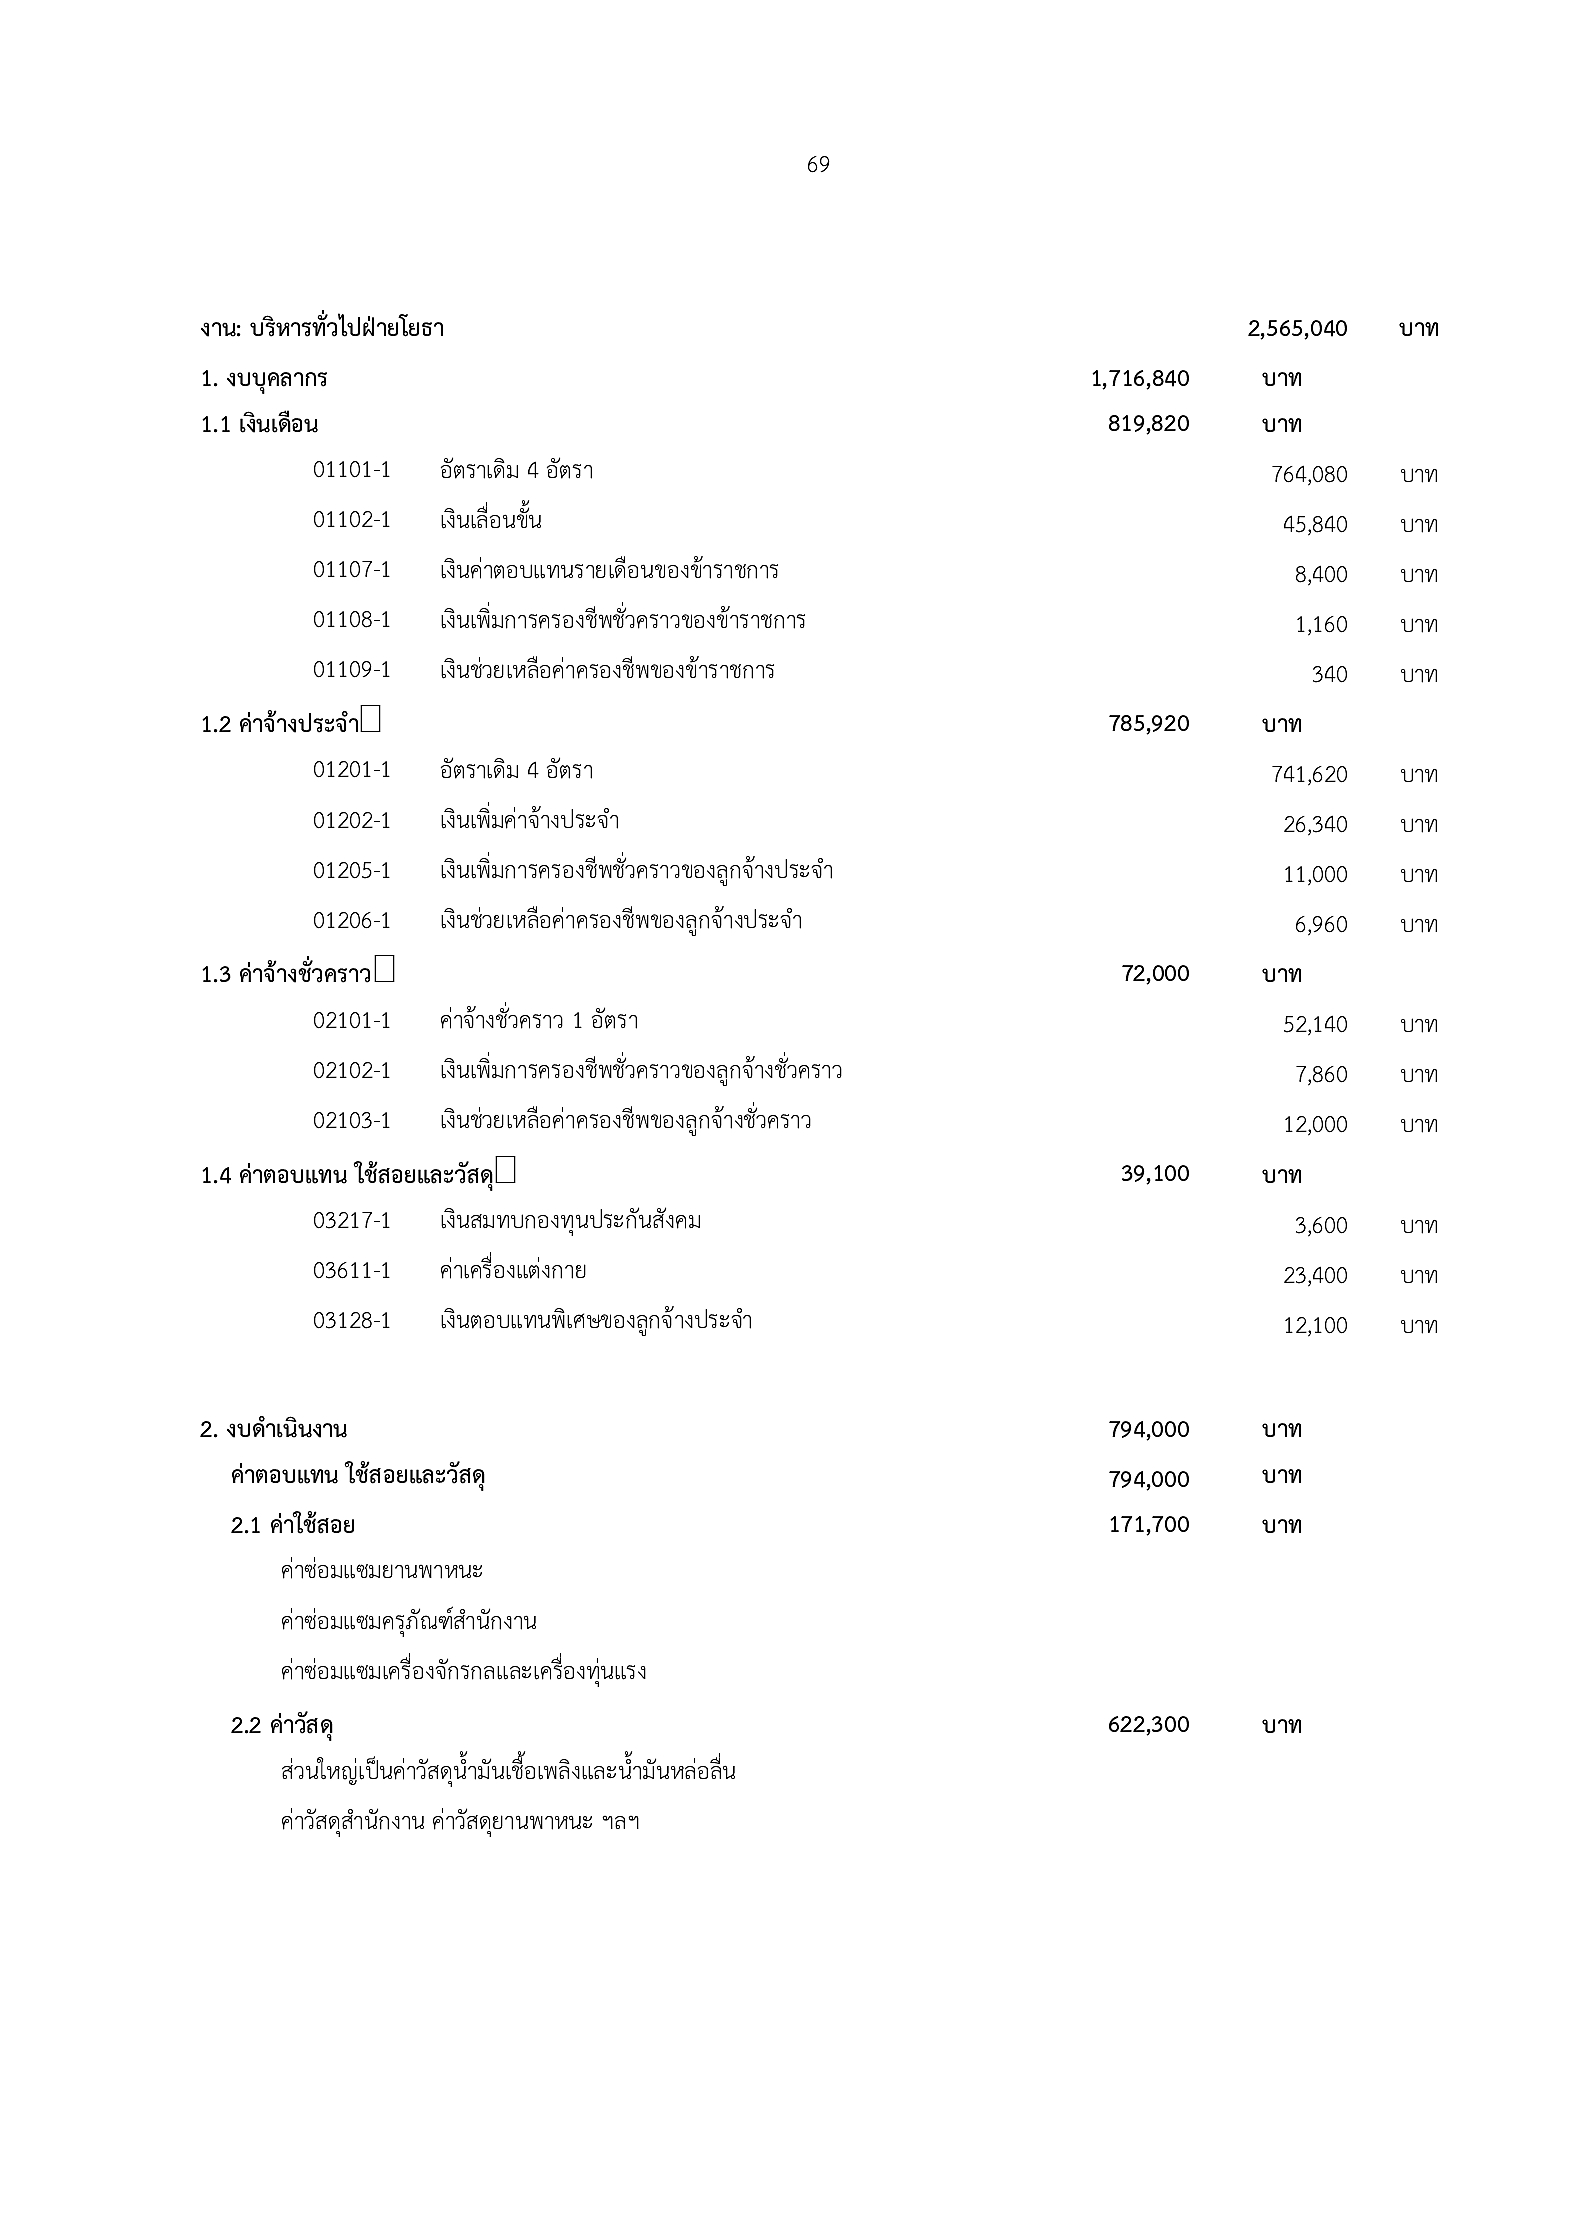 69
งาน: บริหารทั่วไปฝ่ายโยธา 2,565,040 บาท
1. งบบุคลากร 1,716,840 บาท
1.1 เงินเดือน 819,820 บาท
01101-1 อัตราเดิม 4 อัตรา 764,080 บาท
01102-1 เงินเลื่อนขั้น 45,840 บาท
01107-1 เงินค่าตอบแทนรายเดือนของข้าราชการ 8,400 บาท
01108-1 เงินเพิ่มการครองชีพชั่วคราวของข้าราชการ 1,160 บาท
01109-1 เงินช่วยเหลือค่าครองชีพของข้าราชการ 340 บาท
1.2 ค่าจ้างประจำ 785,920 บาท
01201-1 อัตราเดิม 4 อัตรา 741,620 บาท
01202-1 เงินเพิ่มค่าจ้างประจำ 26,340 บาท
01205-1 เงินเพิ่มการครองชีพชั่วคราวของลูกจ้างประจำ 11,000 บาท
01206-1 เงินช่วยเหลือค่าครองชีพของลูกจ้างประจำ 6,960 บาท
1.3 ค่าจ้างชั่วคราว 72,000 บาท
02101-1 ค่าจ้างชั่วคราว 1 อัตรา 52,140 บาท
02102-1 เงินเพิ่มการครองชีพชั่วคราวของลูกจ้างชั่วคราว 7,860 บาท
02103-1 เงินช่วยเหลือค่าครองชีพของลูกจ้างชั่วคราว 12,000 บาท
1.4 ค่าตอบแทน ใช้สอยและวัสดุ 39,100 บาท
03217-1 เงินสมทบกองทุนประกันสังคม 3,600 บาท
03611-1 ค่าเครื่องแต่งกาย 23,400 บาท
03128-1 เงินตอบแทนพิเศษของลูกจ้างประจำ 12,100 บาท
2. งบดำเนินงาน 794,000 บาท
ค่าตอบแทน ใช้สอยและวัสดุ 794,000 บาท
2.1 ค่าใช้สอย 171,700 บาท
ค่าซ่อมแซมยานพาหนะ
ค่าซ่อมแซมครุภัณฑ์สำนักงาน
ค่าซ่อมแซมเครื่องจักรกลและเครื่องทุ่นแรง
2.2 ค่าวัสดุ 622,300 บาท
ส่วนใหญ่เป็นค่าวัสดุน้ำมันเชื้อเพลิงและน้ำมันหล่อลื่น
ค่าวัสดุสำนักงาน ค่าวัสดุยานพาหนะ ฯลฯ